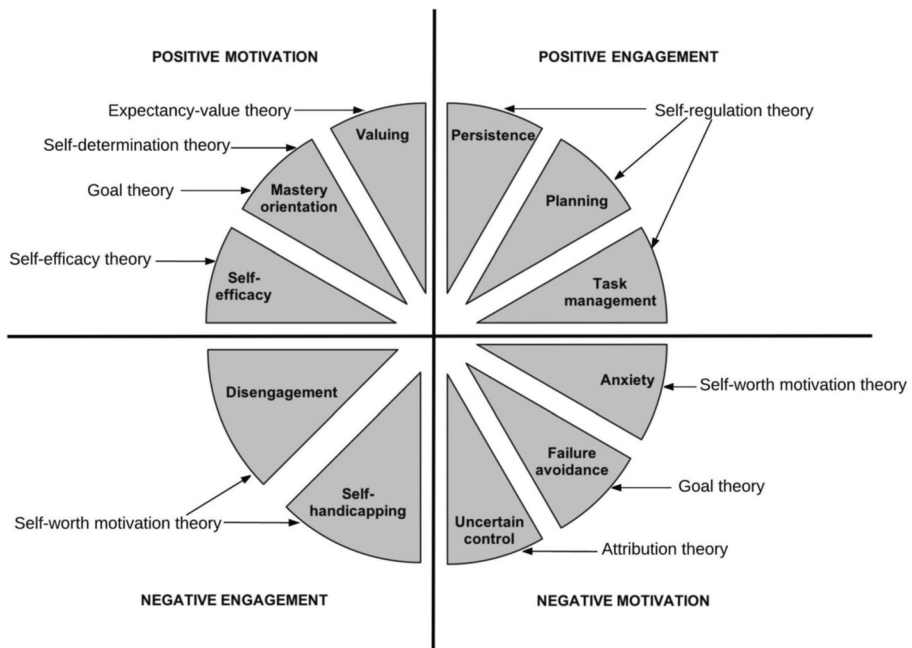 POSITIVE MOTIVATION
POSITIVE ENGAGEMENT
Expectancy-value theory
Self-determination theory
Goal theory
Self-efficacy theory
Valuing
Mastery
orientation
Self-
efficacy
Persistence
Planning
Task
management
Self-regulation theory
Disengagement
Self-
handicapping
Self-worth motivation theory
Anxiety
Failure
avoidance
Uncertain
control
Self-worth motivation theory
Goal theory
Attribution theory
NEGATIVE ENGAGEMENT
NEGATIVE MOTIVATION